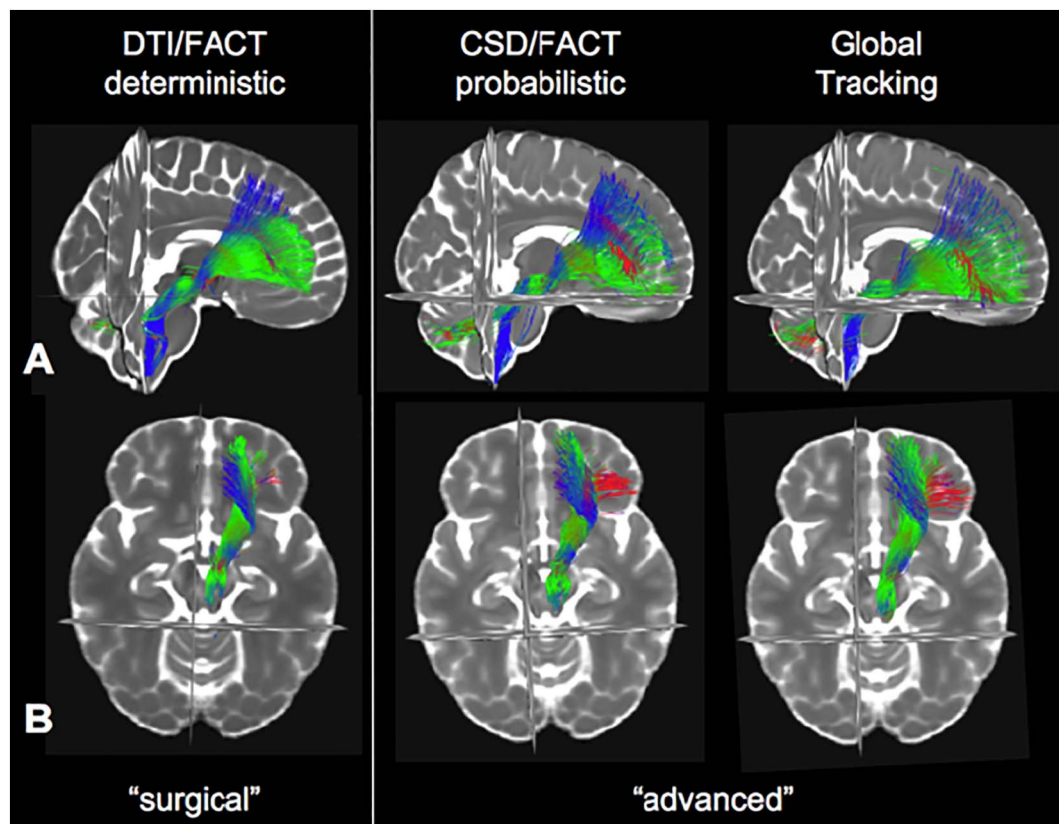 DTI/FACT
deterministic
CSD/FACT
probabilistic
Global
Tracking
A
B
“surgical”
“advanced”